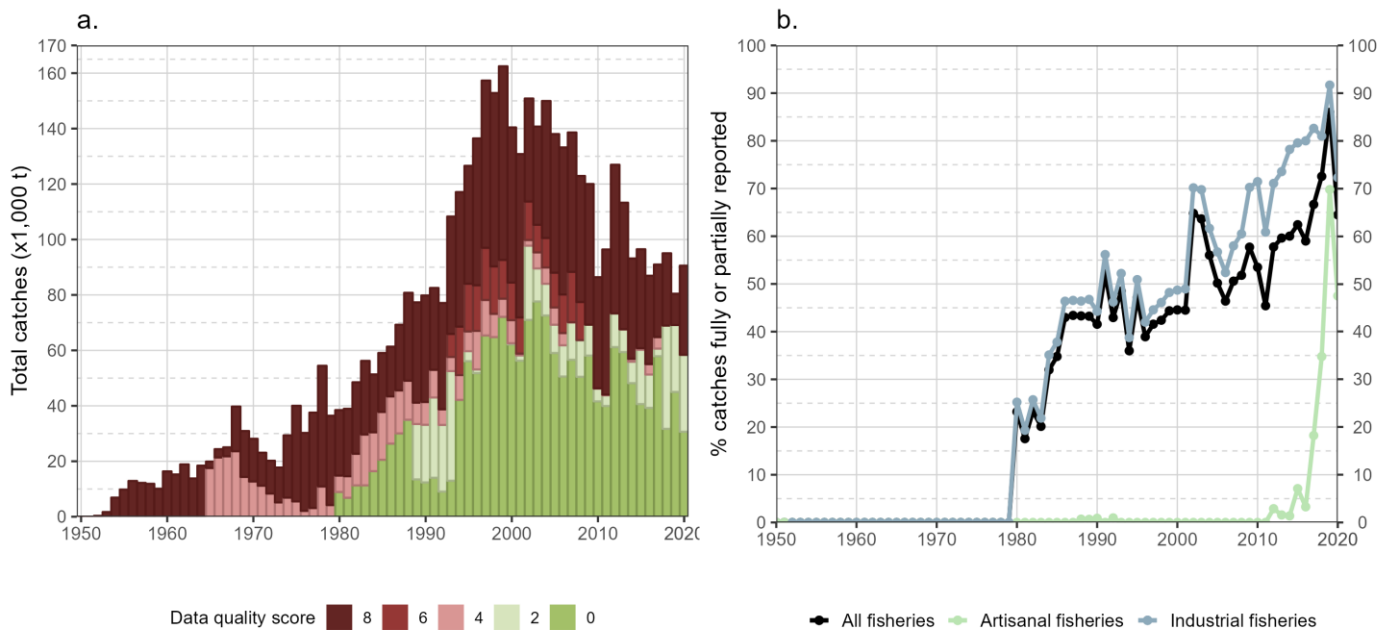 a.
Total catches (x1,000 t)
170
160
140
120
100
80
60
40
20
0
1950 1960 1970 1980 1990 2000 2010 2020
Data quality score 8 6 4 2 0
b.
% catches fully or partially reported
100 100
90 90
80 80
70 70
60 60
50 50
40 40
30 30
20 20
10 10
0 0
1950 1960 1970 1980 1990 2000 2010 2020
All fisheries Artisanal fisheries Industrial fisheries